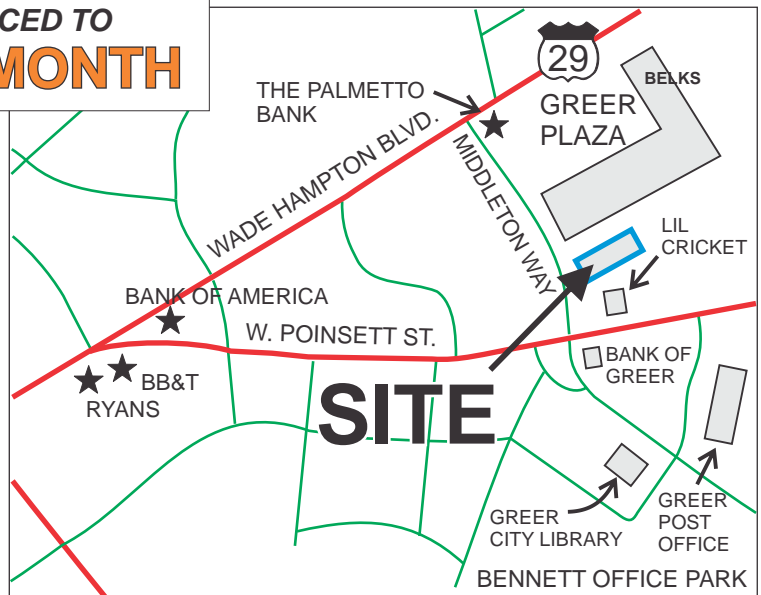 CED TO
MONTH
29
BELKS
THE PALMETTO
BANK
GREER
PLAZA
WADE HAMPTON BLVD.
MIDDLETON WAY
LIL
CRICKET
BANK OF AMERICA
W. POINSETT ST.
BB&T
RYANS
BANK OF
GREER
SITE
GREER
CITY LIBRARY
GREER
POST
OFFICE
BENNETT OFFICE PARK